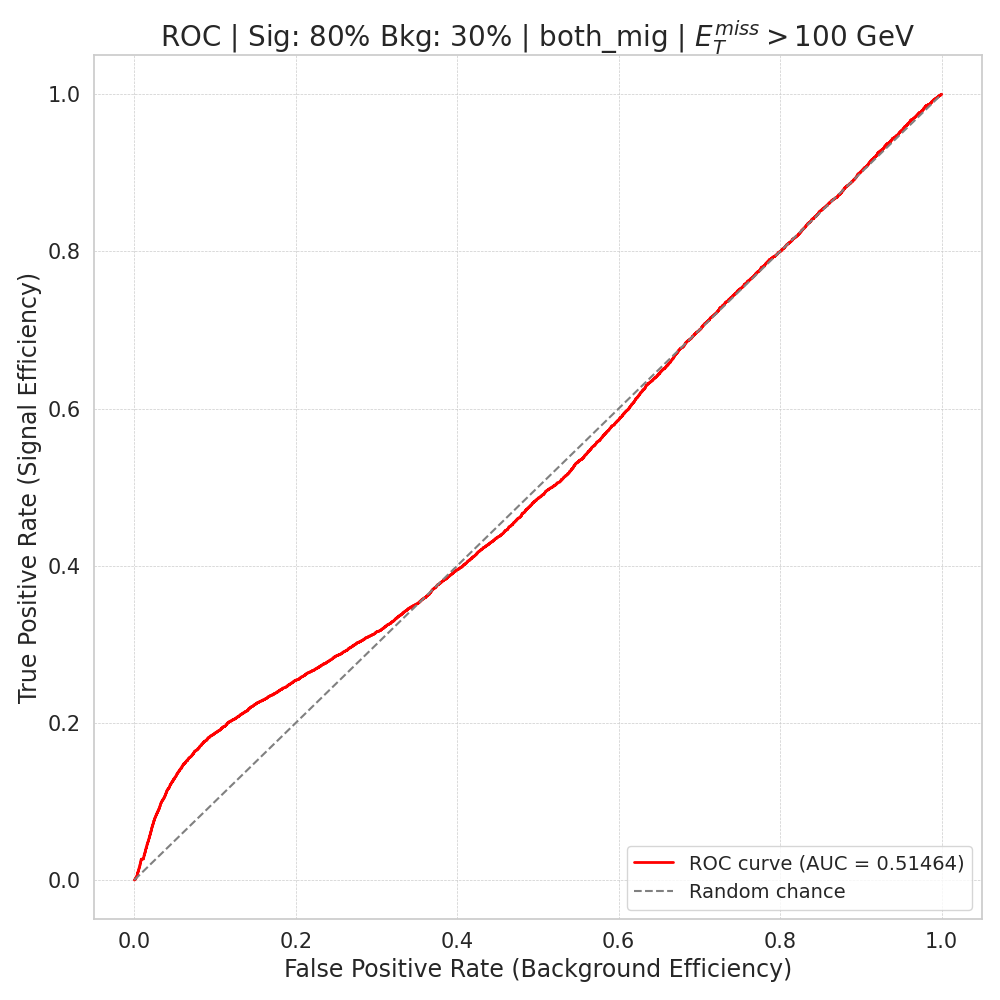 ROC | Sig: 80% Bkg: 30% | both_mig | $E_T^{miss}$ > 100 GeV
1.0
0.8
0.6
0.4
0.2
0.0
True Positive Rate (Signal Efficiency)
ROC curve (AUC = 0.51464)
Random chance
0.0 0.2 0.4 0.6 0.8 1.0
False Positive Rate (Background Efficiency)